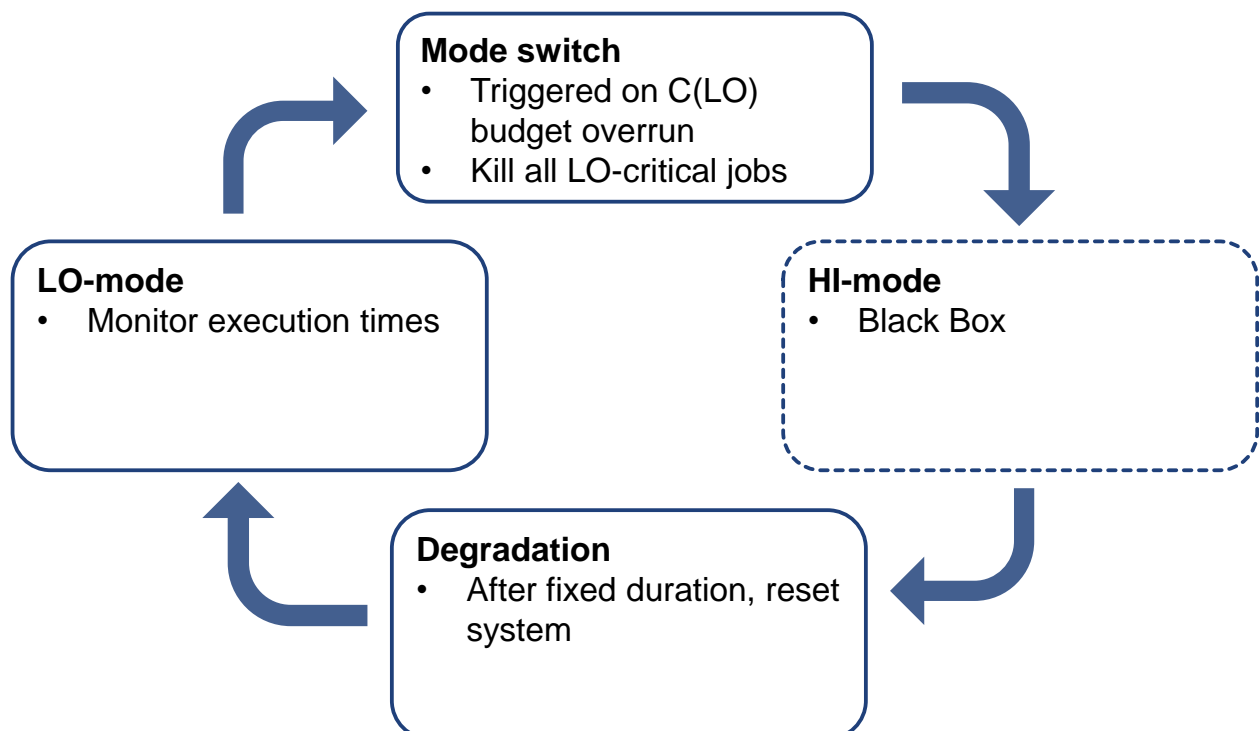 Mode switch
• Triggered on C(LO)
budget overrun
• Kill all LO-critical jobs
LO-mode
• Monitor execution times
HI-mode
• Black Box
Degradation
• After fixed duration, reset
system